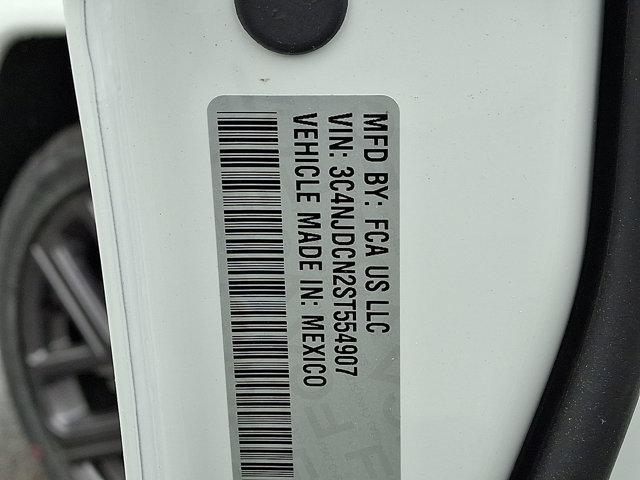 MFD BY: FCA US LLC
VIN: 3C4NJDCN2ST554907
VEHICLE MADE IN: MEXICO